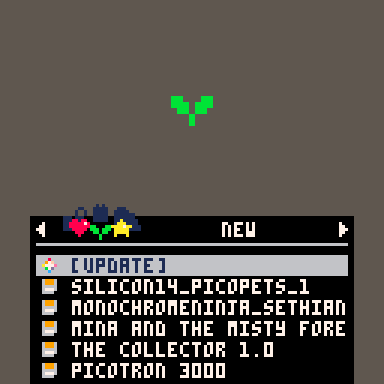 NEW
[UPDATE]
SILICON14_PICOPETS_1
MONOCHROMENINJA_SETHIAN
MINA AND THE MISTY FORE
THE COLLECTOR 1.0
PICOTRON 3000